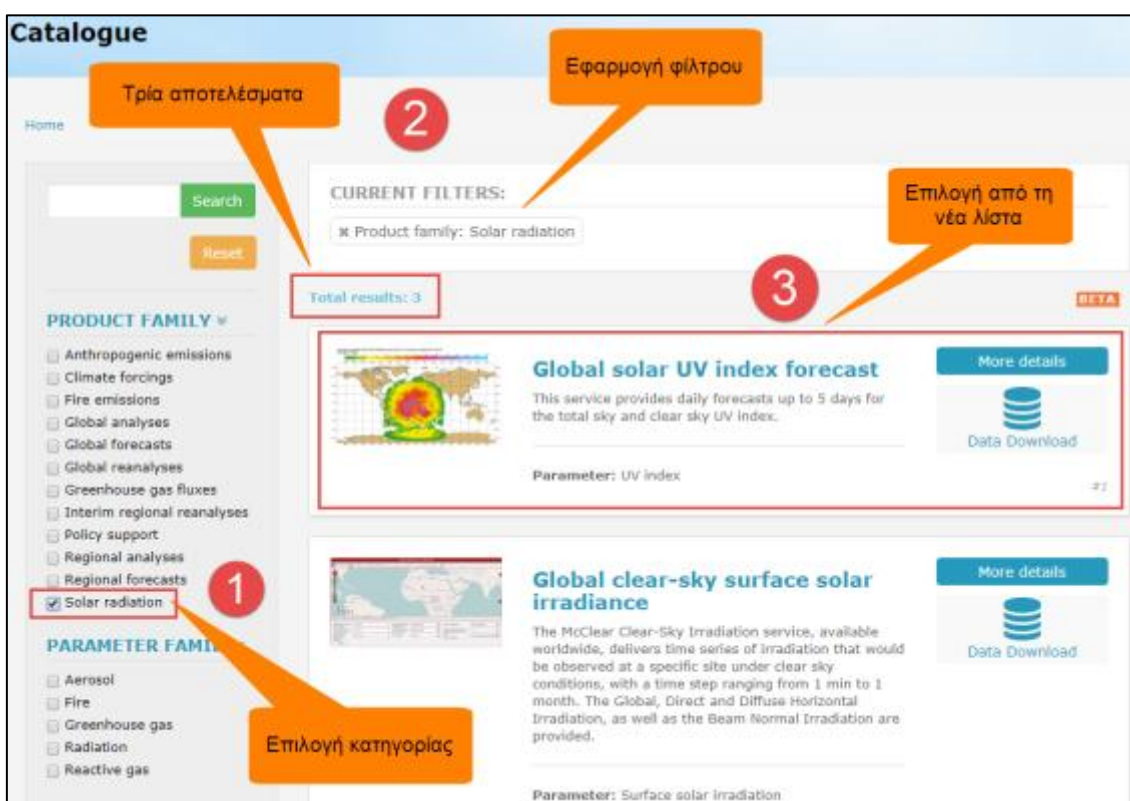 Catalogue
Εφαρμογή φίλτρου
Τρία αποτελέσματα
Home
2
Search
Reset
CURRENT FILTERS:
✖ Product family: Solar radiation
Επιλογή από τη
νέα λίστα
Total results: 3
3
BETA
PRODUCT FAMILY
Anthropogenic emissions
Climate forcings
Fire emissions
Global analyses
Global forecasts
Global reanalyses
Greenhouse gas fluxes
Interim regional reanalyses
Policy support
Regional analyses
Regional forecasts
Solar radiation
1
PARAMETER FAMI
Aerosol
Fire
Greenhouse gas
Radiation
Reactive gas
Επιλογή κατηγορίας
Global solar UV index forecast
This service provides daily forecasts up to 5 days for
the total sky and clear sky UV index.
Parameter: UV index
More details
Data Download
#1
Global clear-sky surface solar
irradiance
The McClear Clear-Sky Irradiation service, available
worldwide, delivers time series of irradiation that would
be observed at a specific site under clear sky
conditions, with a time step ranging from 1 min to 1
month. The Global, Direct and Diffuse Horizontal
Irradiation, as well as the Beam Normal Irradiation are
provided.
Parameter: Surface solar irradiation
More details
Data Download